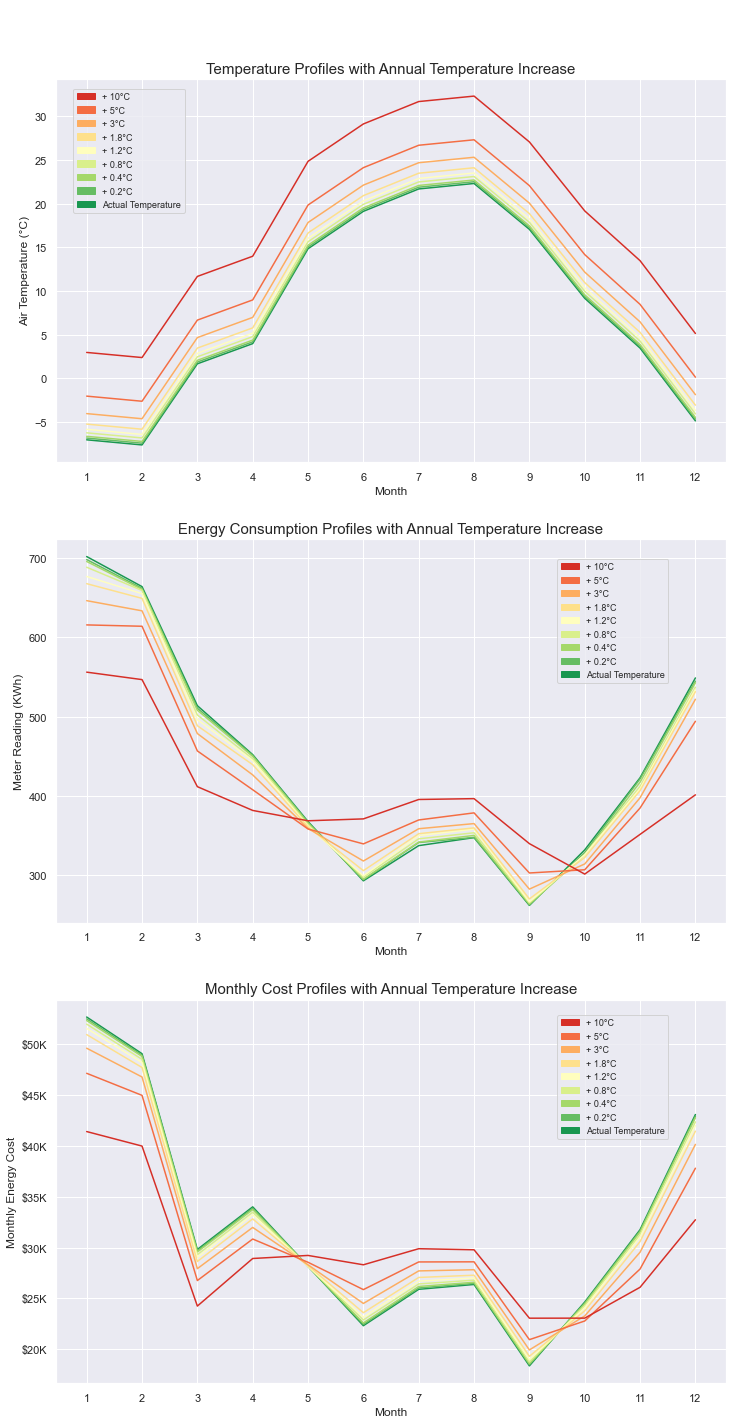 Temperature Profiles with Annual Temperature Increase
+ 10°C
+ 5°C
+ 3°C
+ 1.8°C
+ 1.2°C
+ 0.8°C
+ 0.4°C
+ 0.2°C
Actual Temperature
Air Temperature (°C)
30
25
20
15
10
5
0
−5
1 2 3 4 5 6 7 8 9 10 11 12
Month
Energy Consumption Profiles with Annual Temperature Increase
+ 10°C
+ 5°C
+ 3°C
+ 1.8°C
+ 1.2°C
+ 0.8°C
+ 0.4°C
+ 0.2°C
Actual Temperature
Meter Reading (KWh)
700
600
500
400
300
1 2 3 4 5 6 7 8 9 10 11 12
Month
Monthly Cost Profiles with Annual Temperature Increase
+ 10°C
+ 5°C
+ 3°C
+ 1.8°C
+ 1.2°C
+ 0.8°C
+ 0.4°C
+ 0.2°C
Actual Temperature
Monthly Energy Cost
$50K
$45K
$40K
$35K
$30K
$25K
$20K
1 2 3 4 5 6 7 8 9 10 11 12
Month